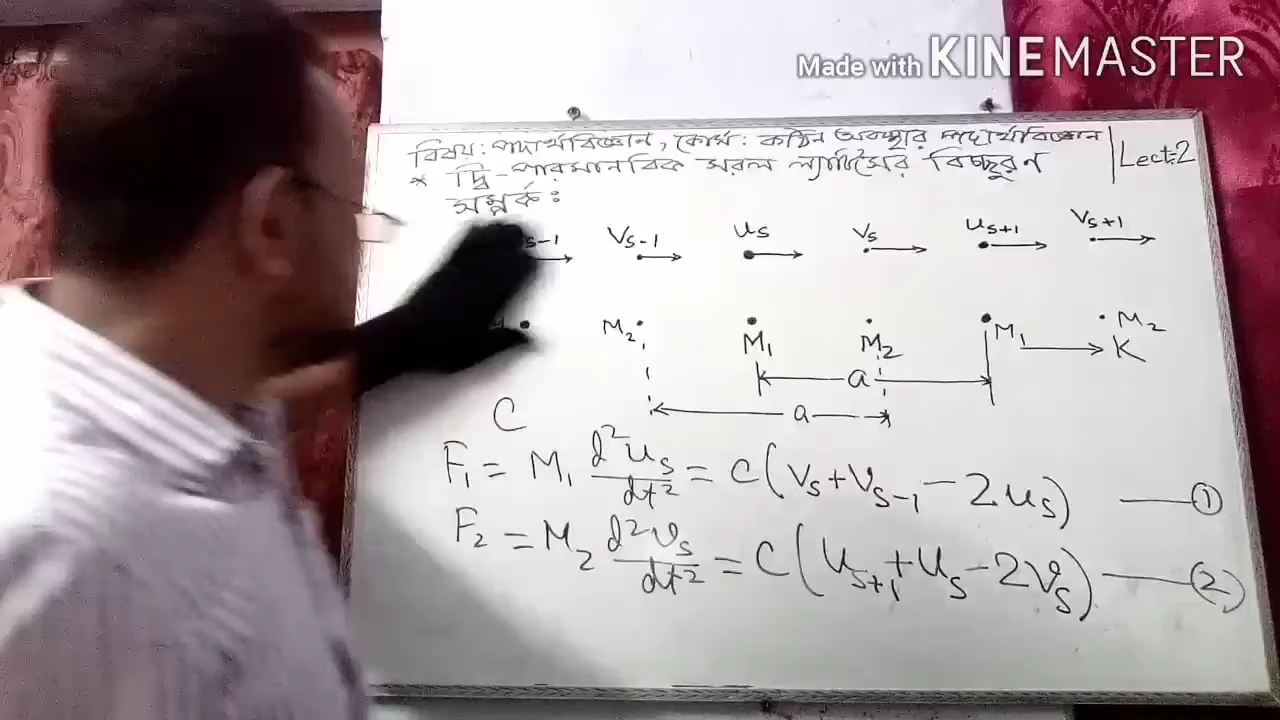 Made with KINEMASTER
বিষয়: পদার্থবিজ্ঞান, কোর্স: কঠিন অবস্থার পদার্থবিজ্ঞান
Lect:2
* দ্বি-পারমানবিক সরল ল্যাটিসের বিচ্ছুরণ
সম্পর্ক:
s-1 Vs-1 us Vs us+1 Vs+1
M2 M1 M2 M1 M2
K
a
a
C
F1 = M1 d²us/dt² = C(Vs + Vs-1 - 2us) —— ①
F2 = M2 d²vs/dt² = C(us+1 + us - 2vs) —— (2)